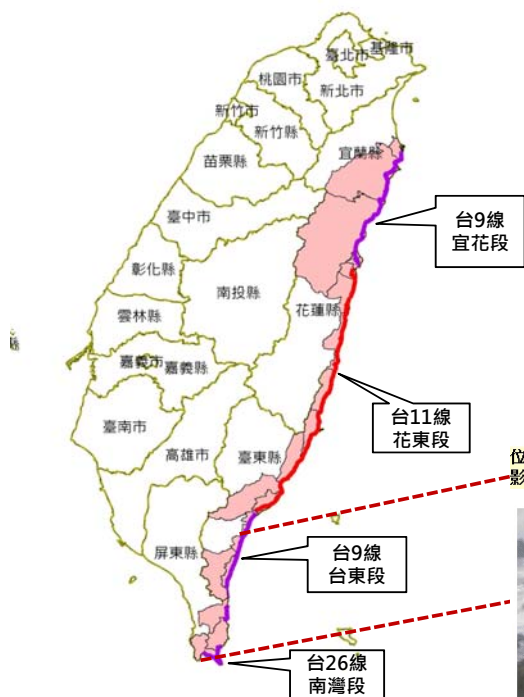 基隆市
臺北市
桃園市
新北市
新竹市
新竹縣
宜蘭縣
苗栗縣
臺中市
台9線
宜花段
彰化縣
南投縣
花蓮縣
雲林縣
嘉義市
嘉義縣
台11線
花東段
臺南市
高雄市
臺東縣
位
影
屏東縣
台9線
台東段
台26線
南灣段